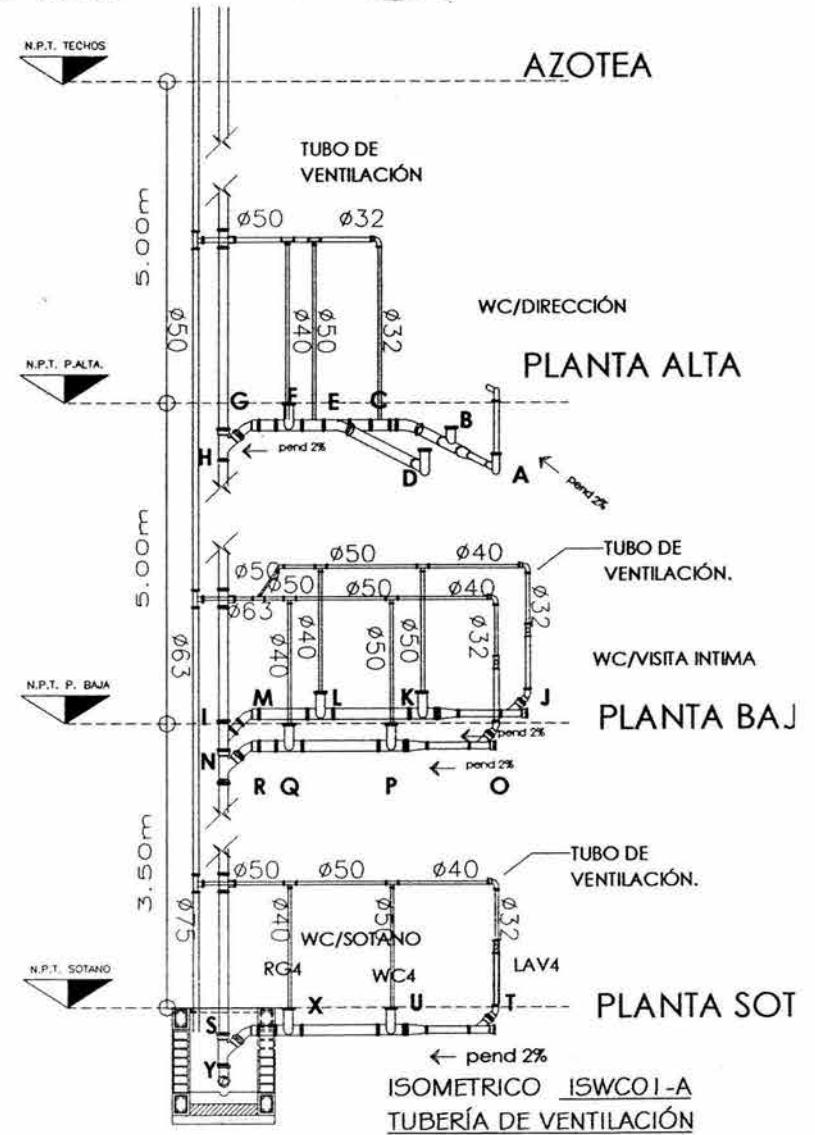 N.P.T. TECHOS
AZOTEA
TUBO DE
VENTILACIÓN
5.00m
ø50
ø32
WC/DIRECCIÓN
ø50
ø40
ø50
ø32
N.P.T. P.ALTA.
PLANTA ALTA
G
F
E
C
B
H
pend 2%
D
A
pend 2%
5.00m
ø50
ø40
TUBO DE
VENTILACIÓN.
ø50
ø50
ø50
ø40
ø63
ø32
ø63
ø40
ø40
ø50
ø50
ø32
WC/VISITA INTIMA
N.P.T. P. BAJA
I
M
L
K
J
PLANTA BAJ
N
pend 2%
pend 2%
R
Q
P
O
3.50m
TUBO DE
VENTILACIÓN.
ø50
ø50
ø40
ø75
ø40
ø50
ø32
WC/SOTANO
RG4
WC4
LAV4
N.P.T. SOTANO
X
U
T
PLANTA SOT
S
Y
pend 2%
ISOMETRICO ISWC01-A
TUBERÍA DE VENTILACIÓN